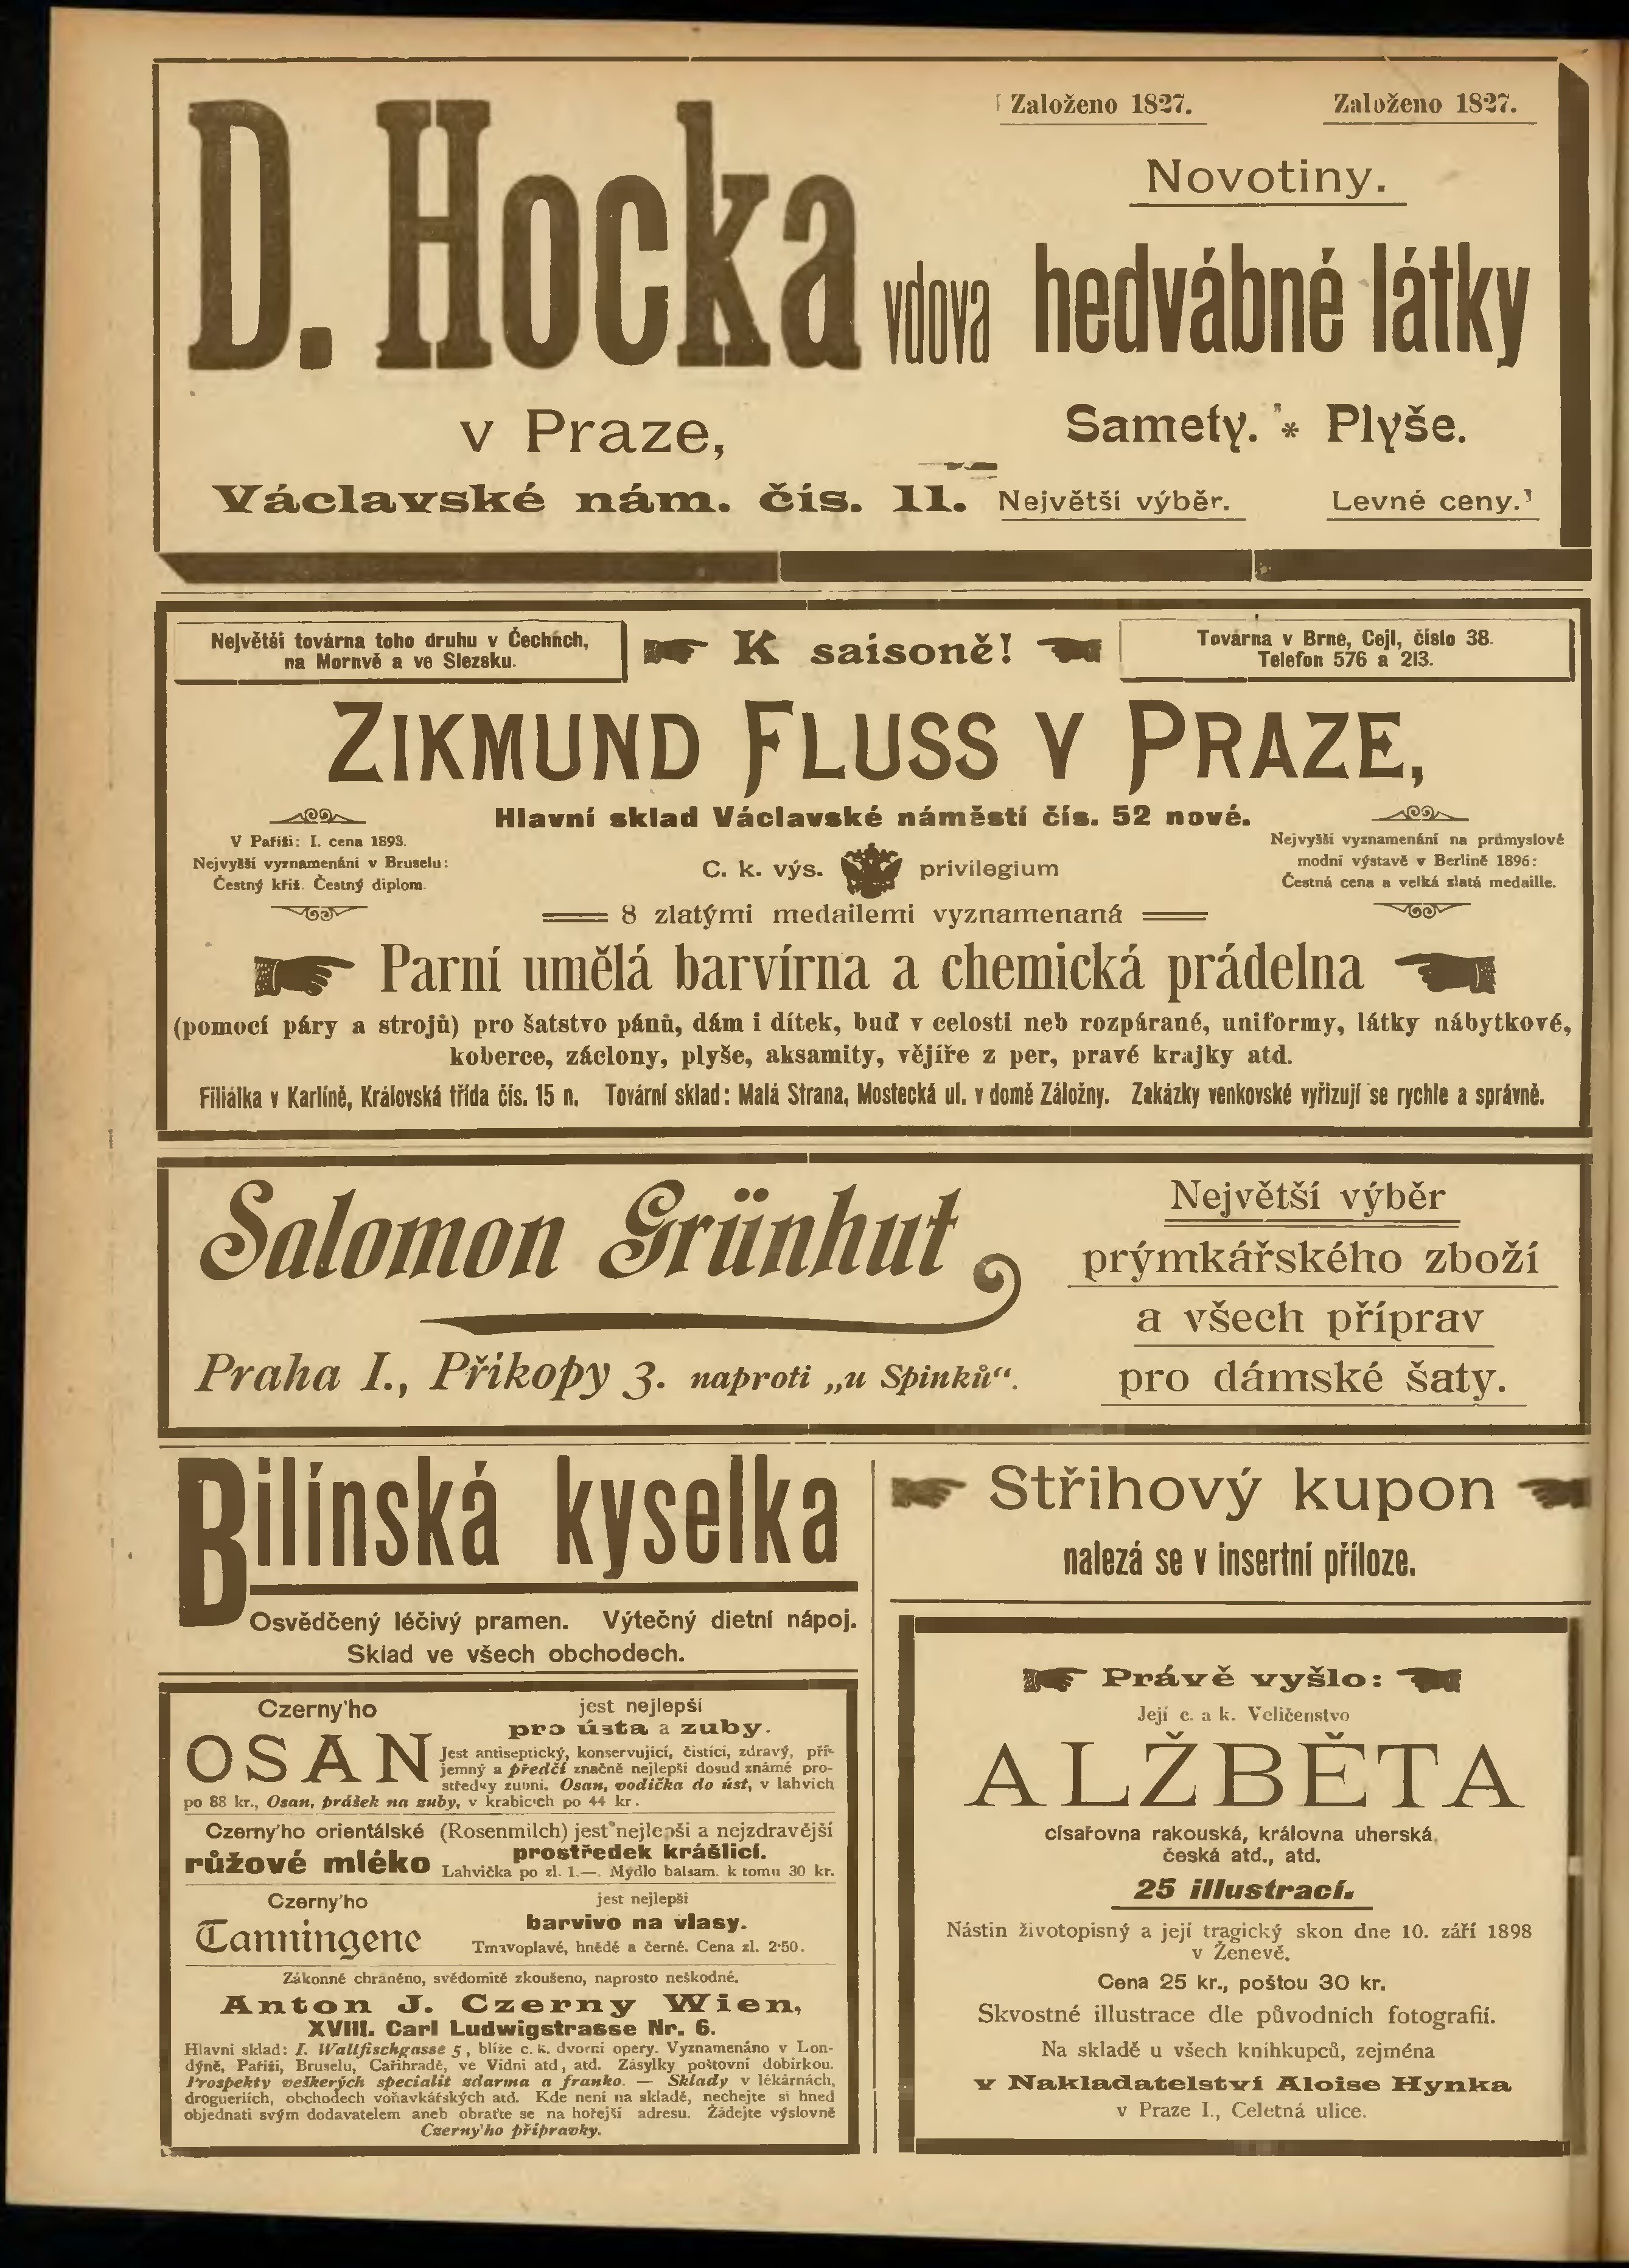 Založeno 1827. Založeno 1827.
D. Hocka vdova
v Praze,
Václavské nám. čís. 11.
Novotiny.
hedvábné látky
Samety. * Plyše.
Největší výběr. Levné ceny.
Největší továrna toho druhu v Čechách,
na Moravě a ve Slezsku.
K saisoně!
Továrna v Brně, Cejl, číslo 38.
Telefon 576 a 213.
ZIKMUND FLUSS V PRAZE,
Hlavní sklad Václavské náměstí čís. 52 nové.
V Paříži: I. cena 1893.
Nejvyšší vyznamenání v Bruselu:
Čestný kříž. Čestný diplom.
C. k. výs. privilegium
Nejvyšší vyznamenání na průmyslové
modní výstavě v Berlíně 1896:
Čestná cena a velká zlatá medaille.
8 zlatými medailemi vyznamenaná
Parní umělá barvírna a chemická prádelna
(pomocí páry a strojů) pro šatstvo pánů, dám i dítek, buď v celosti neb rozpárané, uniformy, látky nábytkové,
koberce, záclony, plyše, aksamity, vějíře z per, pravé krajky atd.
Filiálka v Karlíně, Královská třída čís. 15 n. Tovární sklad: Malá Strana, Mostecká ul. v domě Záložny. Zakázky venkovské vyřizují se rychle a správně.
Salomon Grünhut
Praha I., Příkopy 3. naproti „u Špinků“.
Největší výběr
prýmkářského zboží
a všech příprav
pro dámské šaty.
Bilínská kyselka
Osvědčený léčivý pramen. Výtečný dietní nápoj.
Sklad ve všech obchodech.
Czerny'ho
OSAN
jest nejlepší
pro ústa a zuby.
Jest antiseptický, konservující, čistící, zdravý, pří-
jemný a předčí značně nejlepší dosud známé pro-
středky zubní. Osan, vodička do úst, v lahvích
po 88 kr., Osan, prášek na zuby, v krabicích po 44 kr.
Czerny'ho orientálské (Rosenmilch) jest nejlepší a nejzdravější
růžové mléko prostředek krášlící.
Lahvička po zl. 1.—. Mýdlo balsam. k tomu 30 kr.
Czerny'ho
Tanningene
jest nejlepší
barvivo na vlasy.
Tmavoplavé, hnědé a černé. Cena zl. 2·50.
Zákonně chráněno, svědomitě zkoušeno, naprosto neškodné.
Anton J. Czerny Wien,
XVIII. Carl Ludwigstrasse Nr. 6.
Hlavní sklad: I. Wallfischgasse 5, blíže c. k. dvorní opery. Vyznamenáno v Lon-
dýně, Paříži, Bruselu, Cařihradě, ve Vídni atd, atd. Zásylky poštovní dobírkou.
Prospekty veškerých specialit zdarma a franko. — Sklady v lékárnách,
drogueriích, obchodech voňavkářských atd. Kde není na skladě, nechejte si hned
objednati svým dodavatelem aneb obraťte se na hořejší adresu. Žádejte výslovně
Czerny'ho přípravky.
Střihový kupon
nalezá se v insertní příloze.
Právě vyšlo:
Její c. a k. Veličenstvo
ALŽBĚTA
císařovna rakouská, královna uherská,
česká atd., atd.
25 illustrací.
Nástin životopisný a její tragický skon dne 10. září 1898
v Ženevě.
Cena 25 kr., poštou 30 kr.
Skvostné illustrace dle původních fotografií.
Na skladě u všech knihkupců, zejména
v Nakladatelství Aloise Hynka
v Praze I., Celetná ulice.